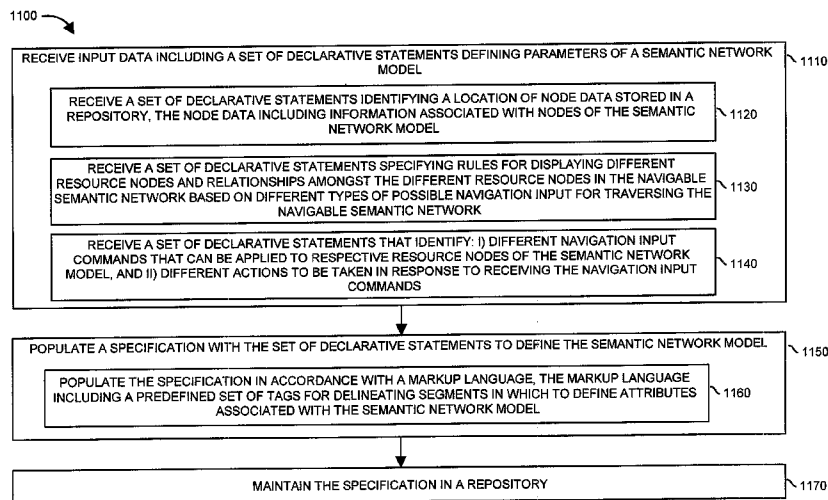 1100
RECEIVE INPUT DATA INCLUDING A SET OF DECLARATIVE STATEMENTS DEFINING PARAMETERS OF A SEMANTIC NETWORK
MODEL
1110
RECEIVE A SET OF DECLARATIVE STATEMENTS IDENTIFYING A LOCATION OF NODE DATA STORED IN A
REPOSITORY, THE NODE DATA INCLUDING INFORMATION ASSOCIATED WITH NODES OF THE SEMANTIC
NETWORK MODEL
1120
RECEIVE A SET OF DECLARATIVE STATEMENTS SPECIFYING RULES FOR DISPLAYING DIFFERENT
RESOURCE NODES AND RELATIONSHIPS AMONGST THE DIFFERENT RESOURCE NODES IN THE NAVIGABLE
SEMANTIC NETWORK BASED ON DIFFERENT TYPES OF POSSIBLE NAVIGATION INPUT FOR TRAVERSING THE
NAVIGABLE SEMANTIC NETWORK
1130
RECEIVE A SET OF DECLARATIVE STATEMENTS THAT IDENTIFY: I) DIFFERENT NAVIGATION INPUT
COMMANDS THAT CAN BE APPLIED TO RESPECTIVE RESOURCE NODES OF THE SEMANTIC NETWORK
MODEL, AND II) DIFFERENT ACTIONS TO BE TAKEN IN RESPONSE TO RECEIVING THE NAVIGATION INPUT
COMMANDS
1140
POPULATE A SPECIFICATION WITH THE SET OF DECLARATIVE STATEMENTS TO DEFINE THE SEMANTIC NETWORK MODEL
1150
POPULATE THE SPECIFICATION IN ACCORDANCE WITH A MARKUP LANGUAGE, THE MARKUP LANGUAGE
INCLUDING A PREDEFINED SET OF TAGS FOR DELINEATING SEGMENTS IN WHICH TO DEFINE ATTRIBUTES
ASSOCIATED WITH THE SEMANTIC NETWORK MODEL
1160
MAINTAIN THE SPECIFICATION IN A REPOSITORY
1170